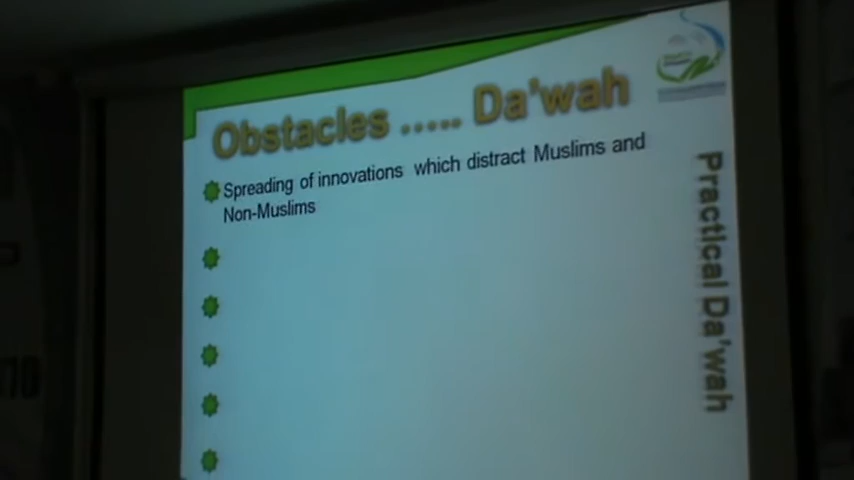 Obstacles ..... Da'wah
Spreading of innovations which distract Muslims and
Non-Muslims
Practical Da'wah